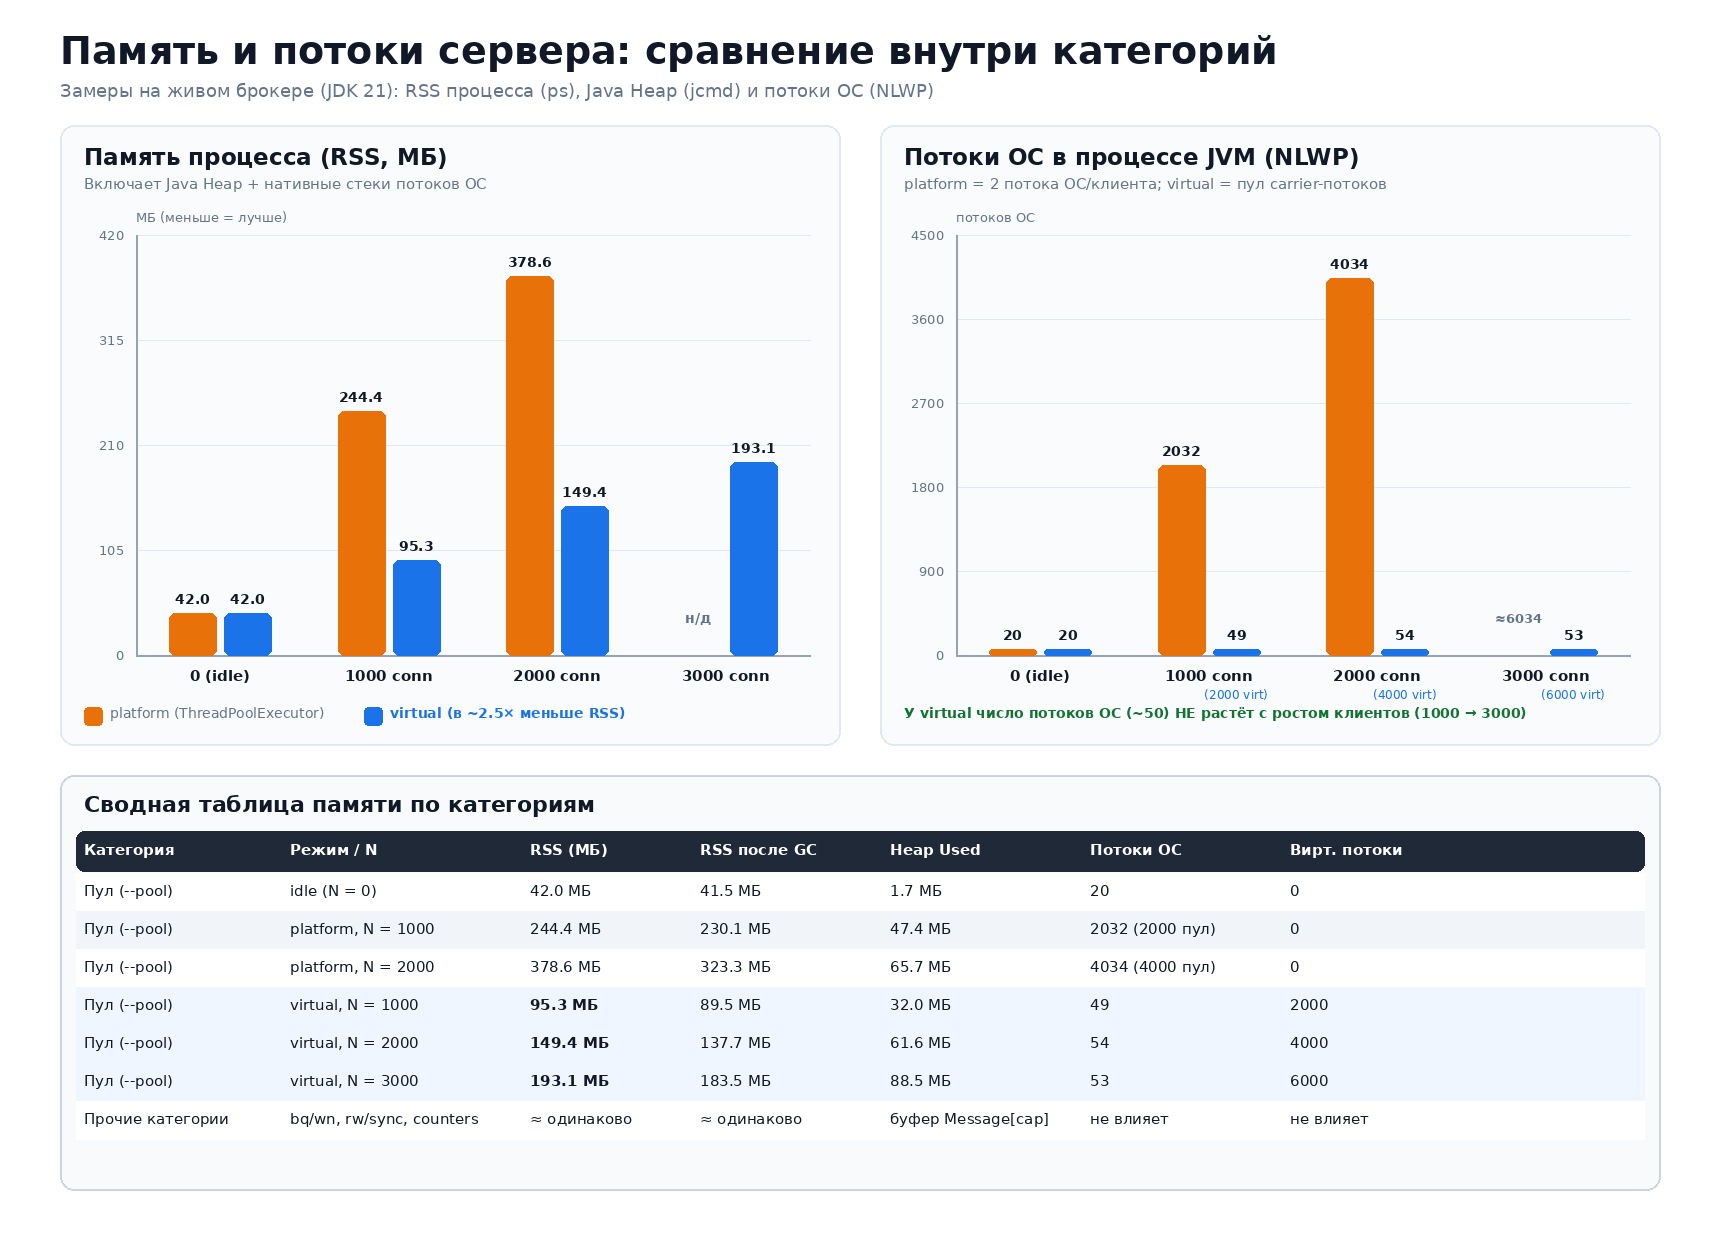 Память и потоки сервера: сравнение внутри категорий
Замеры на живом брокере (JDK 21): RSS процесса (ps), Java Heap (jcmd) и потоки ОС (NLWP)
Память процесса (RSS, МБ)
Включает Java Heap + нативные стеки потоков ОС
МБ (меньше = лучше)
420
315
210
105
0
42.0
42.0
244.4
95.3
378.6
149.4
н/д
193.1
0 (idle)
1000 conn
2000 conn
3000 conn
platform (ThreadPoolExecutor)
virtual (в ~2.5× меньше RSS)
Потоки ОС в процессе JVM (NLWP)
platform = 2 потока ОС/клиента; virtual = пул carrier-потоков
потоков ОС
4500
3600
2700
1800
900
0
20
20
2032
49
4034
54
≈6034
53
0 (idle)
1000 conn
2000 conn
3000 conn
(2000 virt)
(4000 virt)
(6000 virt)
У virtual число потоков ОС (~50) НЕ растёт с ростом клиентов (1000 → 3000)
Сводная таблица памяти по категориям
Категория Режим / N RSS (МБ) RSS после GC Heap Used Потоки ОС Вирт. потоки
Пул (--pool) idle (N = 0) 42.0 МБ 41.5 МБ 1.7 МБ 20 0
Пул (--pool) platform, N = 1000 244.4 МБ 230.1 МБ 47.4 МБ 2032 (2000 пул) 0
Пул (--pool) platform, N = 2000 378.6 МБ 323.3 МБ 65.7 МБ 4034 (4000 пул) 0
Пул (--pool) virtual, N = 1000 95.3 МБ 89.5 МБ 32.0 МБ 49 2000
Пул (--pool) virtual, N = 2000 149.4 МБ 137.7 МБ 61.6 МБ 54 4000
Пул (--pool) virtual, N = 3000 193.1 МБ 183.5 МБ 88.5 МБ 53 6000
Прочие категории bq/wn, rw/sync, counters ≈ одинаково ≈ одинаково буфер Message[cap] не влияет не влияет